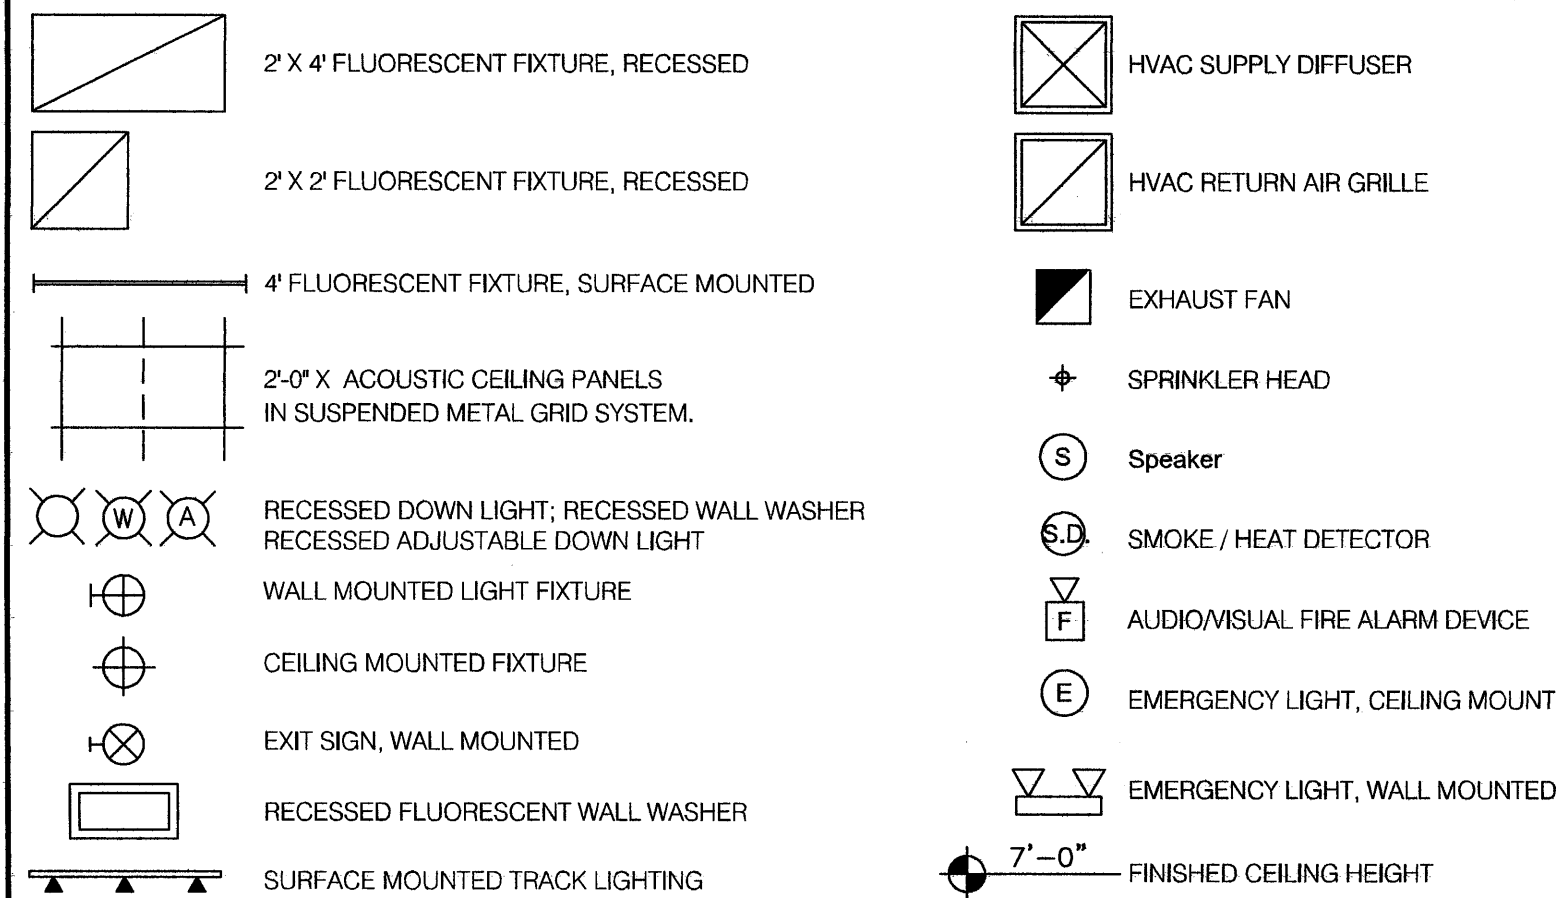 2' X 4' FLUORESCENT FIXTURE, RECESSED
2' X 2' FLUORESCENT FIXTURE, RECESSED
4' FLUORESCENT FIXTURE, SURFACE MOUNTED
2'-0" X ACOUSTIC CEILING PANELS
IN SUSPENDED METAL GRID SYSTEM.
W A
RECESSED DOWN LIGHT; RECESSED WALL WASHER
RECESSED ADJUSTABLE DOWN LIGHT
WALL MOUNTED LIGHT FIXTURE
CEILING MOUNTED FIXTURE
EXIT SIGN, WALL MOUNTED
RECESSED FLUORESCENT WALL WASHER
SURFACE MOUNTED TRACK LIGHTING
HVAC SUPPLY DIFFUSER
HVAC RETURN AIR GRILLE
EXHAUST FAN
SPRINKLER HEAD
S Speaker
S.D. SMOKE / HEAT DETECTOR
F AUDIO/VISUAL FIRE ALARM DEVICE
E EMERGENCY LIGHT, CEILING MOUNT
EMERGENCY LIGHT, WALL MOUNTED
7'-0" FINISHED CEILING HEIGHT